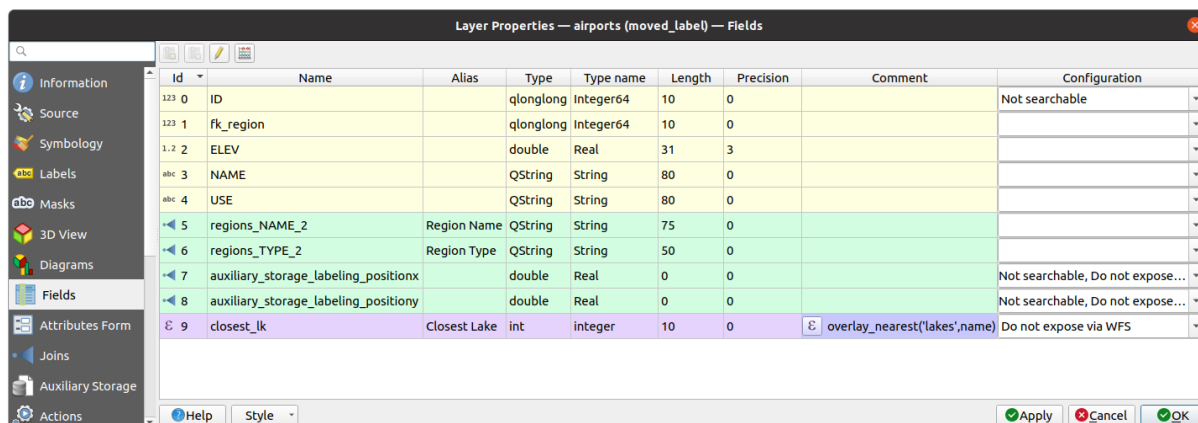 Layer Properties — airports (moved_label) — Fields
Information
Source
Symbology
abc Labels
abc Masks
3D View
Diagrams
Fields
Attributes Form
Joins
Auxiliary Storage
Actions
Id Name Alias Type Type name Length Precision Comment Configuration
123 0 ID qlonglong Integer64 10 0 Not searchable
123 1 fk_region qlonglong Integer64 10 0
1.2 2 ELEV double Real 31 3
abc 3 NAME QString String 80 0
abc 4 USE QString String 80 0
5 regions_NAME_2 Region Name QString String 75 0
6 regions_TYPE_2 Region Type QString String 50 0
7 auxiliary_storage_labeling_positionx double Real 0 0 Not searchable, Do not expose...
8 auxiliary_storage_labeling_positiony double Real 0 0 Not searchable, Do not expose...
ε 9 closest_lk Closest Lake int integer 10 0 ε overlay_nearest('lakes',name) Do not expose via WFS
Help Style Apply Cancel OK